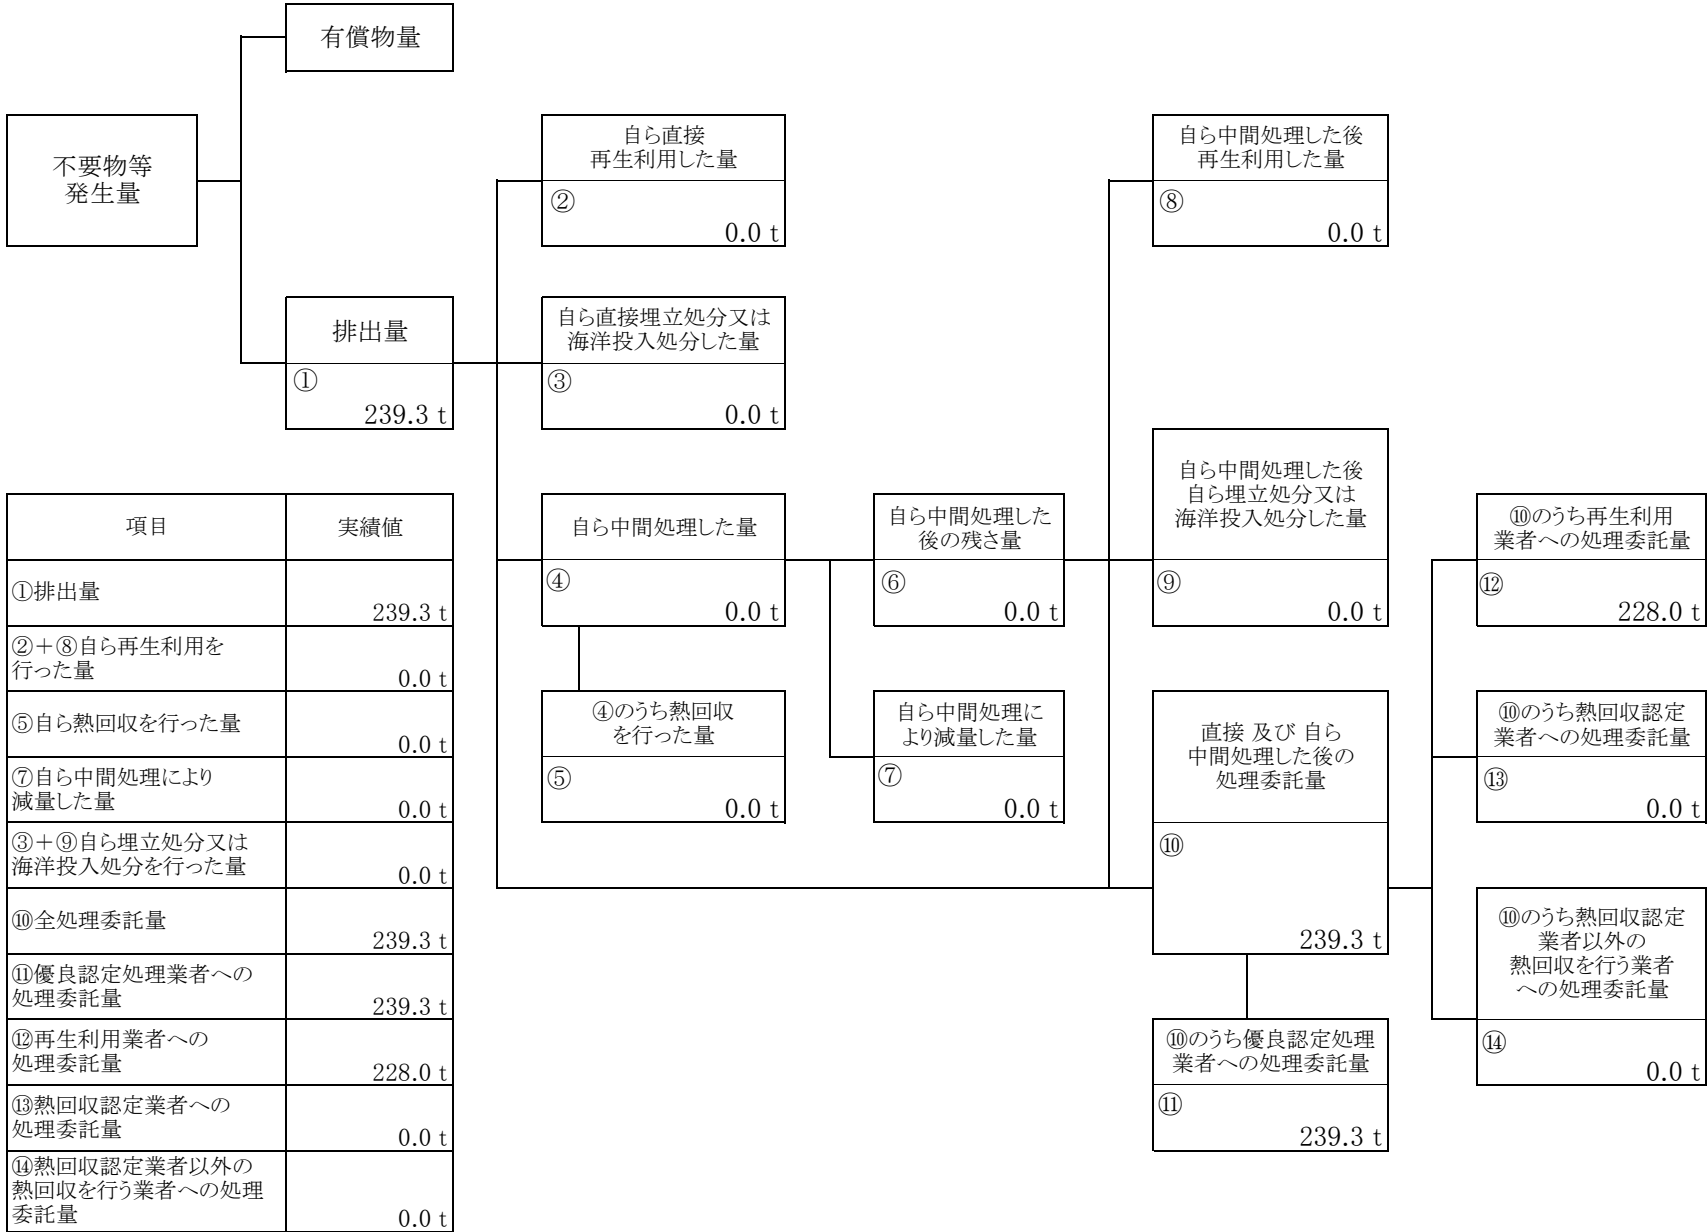 有償物量
不要物等
発生量
自ら直接
再生利用した量
②
0.0 t
自ら中間処理した後
再生利用した量
⑧
0.0 t
排出量
①
239.3 t
自ら直接埋立処分又は
海洋投入処分した量
③
0.0 t
自ら中間処理した量
④
0.0 t
自ら中間処理した
後の残さ量
⑥
0.0 t
自ら中間処理した後
自ら埋立処分又は
海洋投入処分した量
⑨
0.0 t
⑩のうち再生利用
業者への処理委託量
⑫
228.0 t
④のうち熱回収
を行った量
⑤
0.0 t
自ら中間処理に
より減量した量
⑦
0.0 t
直接 及び 自ら
中間処理した後の
処理委託量
⑩
239.3 t
⑩のうち熱回収認定
業者への処理委託量
⑬
0.0 t
⑩のうち熱回収認定
業者以外の
熱回収を行う業者
への処理委託量
⑭
0.0 t
⑩のうち優良認定処理
業者への処理委託量
⑪
239.3 t
項目 実績値
①排出量
239.3 t
②＋⑧自ら再生利用を
行った量
0.0 t
⑤自ら熱回収を行った量
0.0 t
⑦自ら中間処理により
減量した量
0.0 t
③＋⑨自ら埋立処分又は
海洋投入処分を行った量
0.0 t
⑩全処理委託量
239.3 t
⑪優良認定処理業者への
処理委託量
239.3 t
⑫再生利用業者への
処理委託量
228.0 t
⑬熱回収認定業者への
処理委託量
0.0 t
⑭熱回収認定業者以外の
熱回収を行う業者への処理
委託量
0.0 t